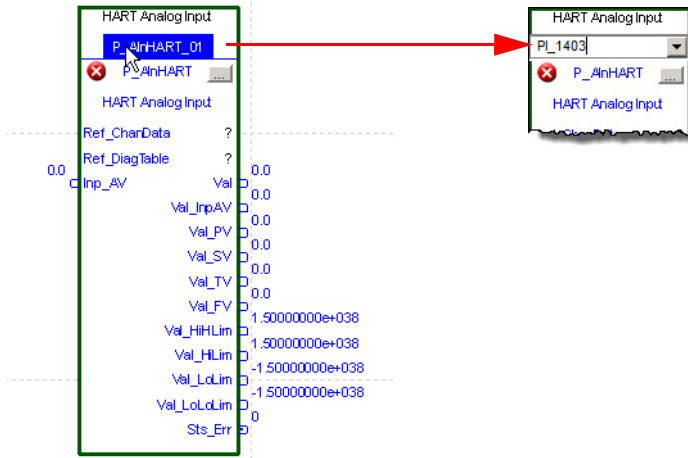 HART Analog Input
P_AInHART_01
P_AInHART ...
HART Analog Input
Ref_ChanData ?
Ref_DiagTable ?
0.0 Inp_AV Val 0.0
Val_InpAV 0.0
Val_PV 0.0
Val_SV 0.0
Val_TV 0.0
Val_FV 0.0
Val_HiHLim 1.50000000e+038
Val_HiLim 1.50000000e+038
Val_LoLim -1.50000000e+038
Val_LoLoLim -1.50000000e+038
Sts_Err 0
HART Analog Input
PI_1403
P_AInHART ...
HART Analog Input